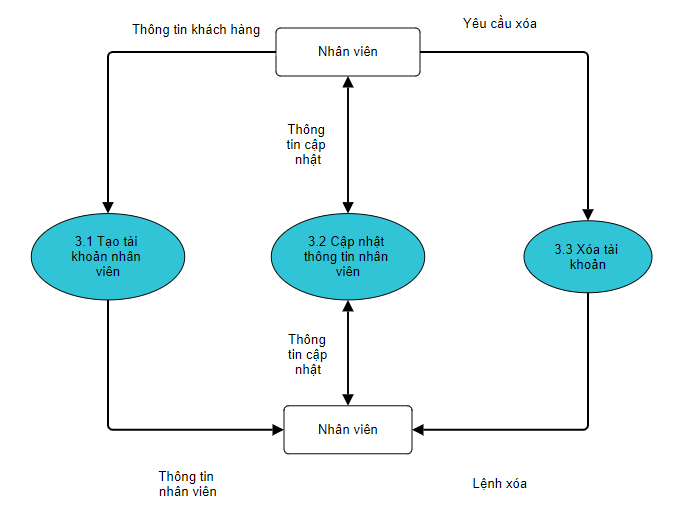 Thông tin khách hàng
Nhân viên
Yêu cầu xóa
Thông
tin cập
nhật
3.1 Tạo tài
khoản nhân
viên
3.2 Cập nhật
thông tin nhân
viên
3.3 Xóa tài
khoản
Thông
tin cập
nhật
Nhân viên
Thông tin
nhân viên
Lệnh xóa